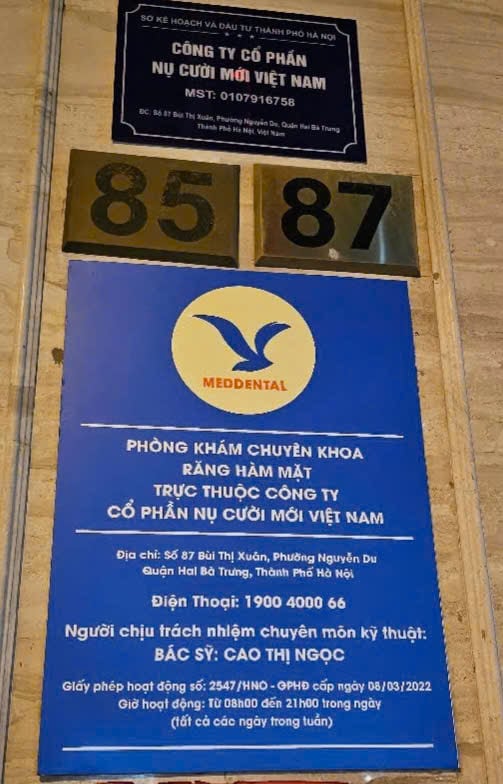 SỞ KẾ HOẠCH VÀ ĐẦU TƯ THÀNH PHỐ HÀ NỘI
CÔNG TY CỔ PHẦN
NỤ CƯỜI MỚI VIỆT NAM
MST: 0107916758
ĐC: Số 87 Bùi Thị Xuân, Phường Nguyễn Du, Quận Hai Bà Trưng
Thành Phố Hà Nội, Việt Nam
85 87
MEDDENTAL
PHÒNG KHÁM CHUYÊN KHOA
RĂNG HÀM MẶT
TRỰC THUỘC CÔNG TY
CỔ PHẦN NỤ CƯỜI MỚI VIỆT NAM
Địa chỉ: Số 87 Bùi Thị Xuân, Phường Nguyễn Du
Quận Hai Bà Trưng, Thành Phố Hà Nội
Điện Thoại: 1900 4000 66
Người chịu trách nhiệm chuyên môn kỹ thuật:
BÁC SỸ: CAO THỊ NGỌC
Giấy phép hoạt động số: 2547/HNO - GPHĐ cấp ngày 08/03/2022
Giờ hoạt động: Từ 08h00 đến 21h00 trong ngày
(tất cả các ngày trong tuần)